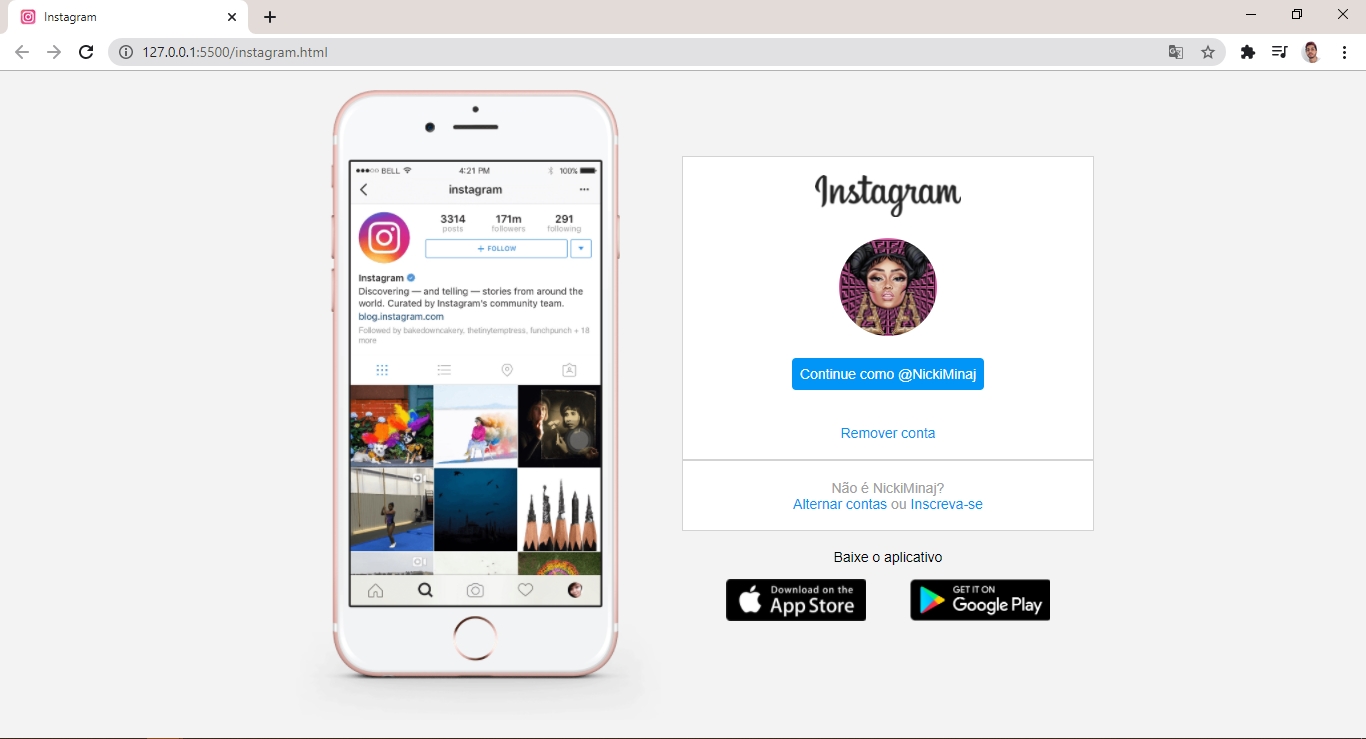 Instagram
127.0.0.1:5500/instagram.html
BELL
4:21 PM
100%
instagram
3314
171m
291
posts
followers
following
+ FOLLOW
Instagram
Discovering — and telling — stories from around the
world. Curated by Instagram's community team.
blog.instagram.com
Followed by bakedowncakery, thetinytemptress, funchpunch + 18
more
Instagram
Continue como @NickiMinaj
Remover conta
Não é NickiMinaj?
Alternar contas ou Inscreva-se
Baixe o aplicativo
Download on the
App Store
GET IT ON
Google Play